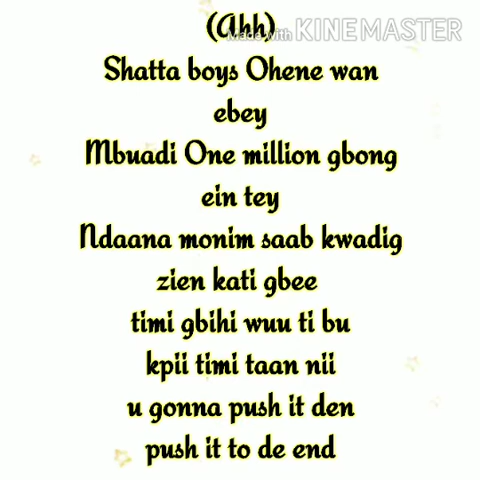 (Ahh)
Made with KINEMASTER
Shatta boys Ohene wan
ebey
Mbuadi One million gbong
ein tey
Ndaana monim saab kwadig
zien kati gbee
timi gbihi wuu ti bu
kpii timi taan nii
u gonna push it den
push it to de end